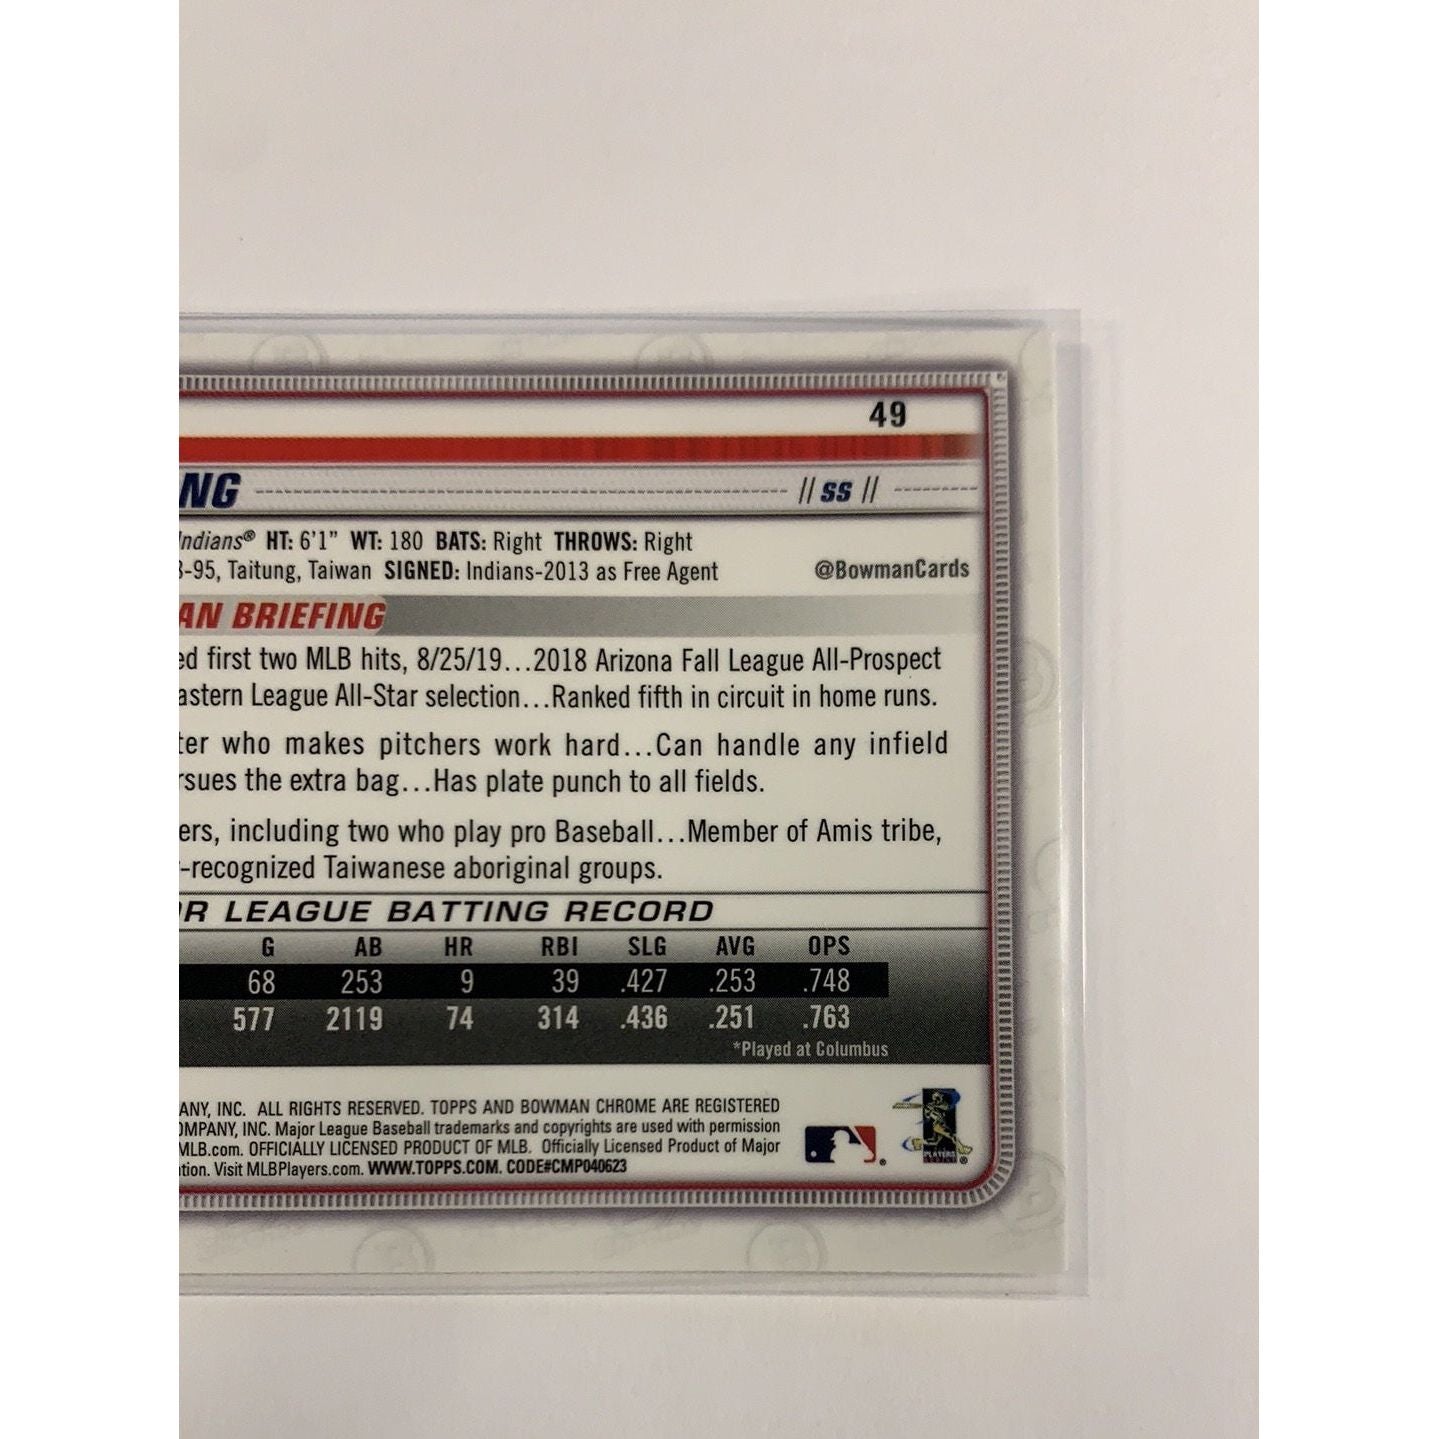 49
NG // SS //
Indians® HT: 6'1" WT: 180 BATS: Right THROWS: Right
-95, Taitung, Taiwan SIGNED: Indians-2013 as Free Agent @BowmanCards
AN BRIEFING
ed first two MLB hits, 8/25/19...2018 Arizona Fall League All-Prospect
astern League All-Star selection...Ranked fifth in circuit in home runs.
ter who makes pitchers work hard...Can handle any infield
rsues the extra bag...Has plate punch to all fields.
ers, including two who play pro Baseball...Member of Amis tribe,
-recognized Taiwanese aboriginal groups.
R LEAGUE BATTING RECORD
G AB HR RBI SLG AVG OPS
68 253 9 39 .427 .253 .748
577 2119 74 314 .436 .251 .763
*Played at Columbus
ANY, INC. ALL RIGHTS RESERVED. TOPPS AND BOWMAN CHROME ARE REGISTERED
OMPANY, INC. Major League Baseball trademarks and copyrights are used with permission
MLB.com. OFFICIALLY LICENSED PRODUCT OF MLB. Officially Licensed Product of Major
tion. Visit MLBPlayers.com. WWW.TOPPS.COM. CODE#CMP040623
PLAYERS